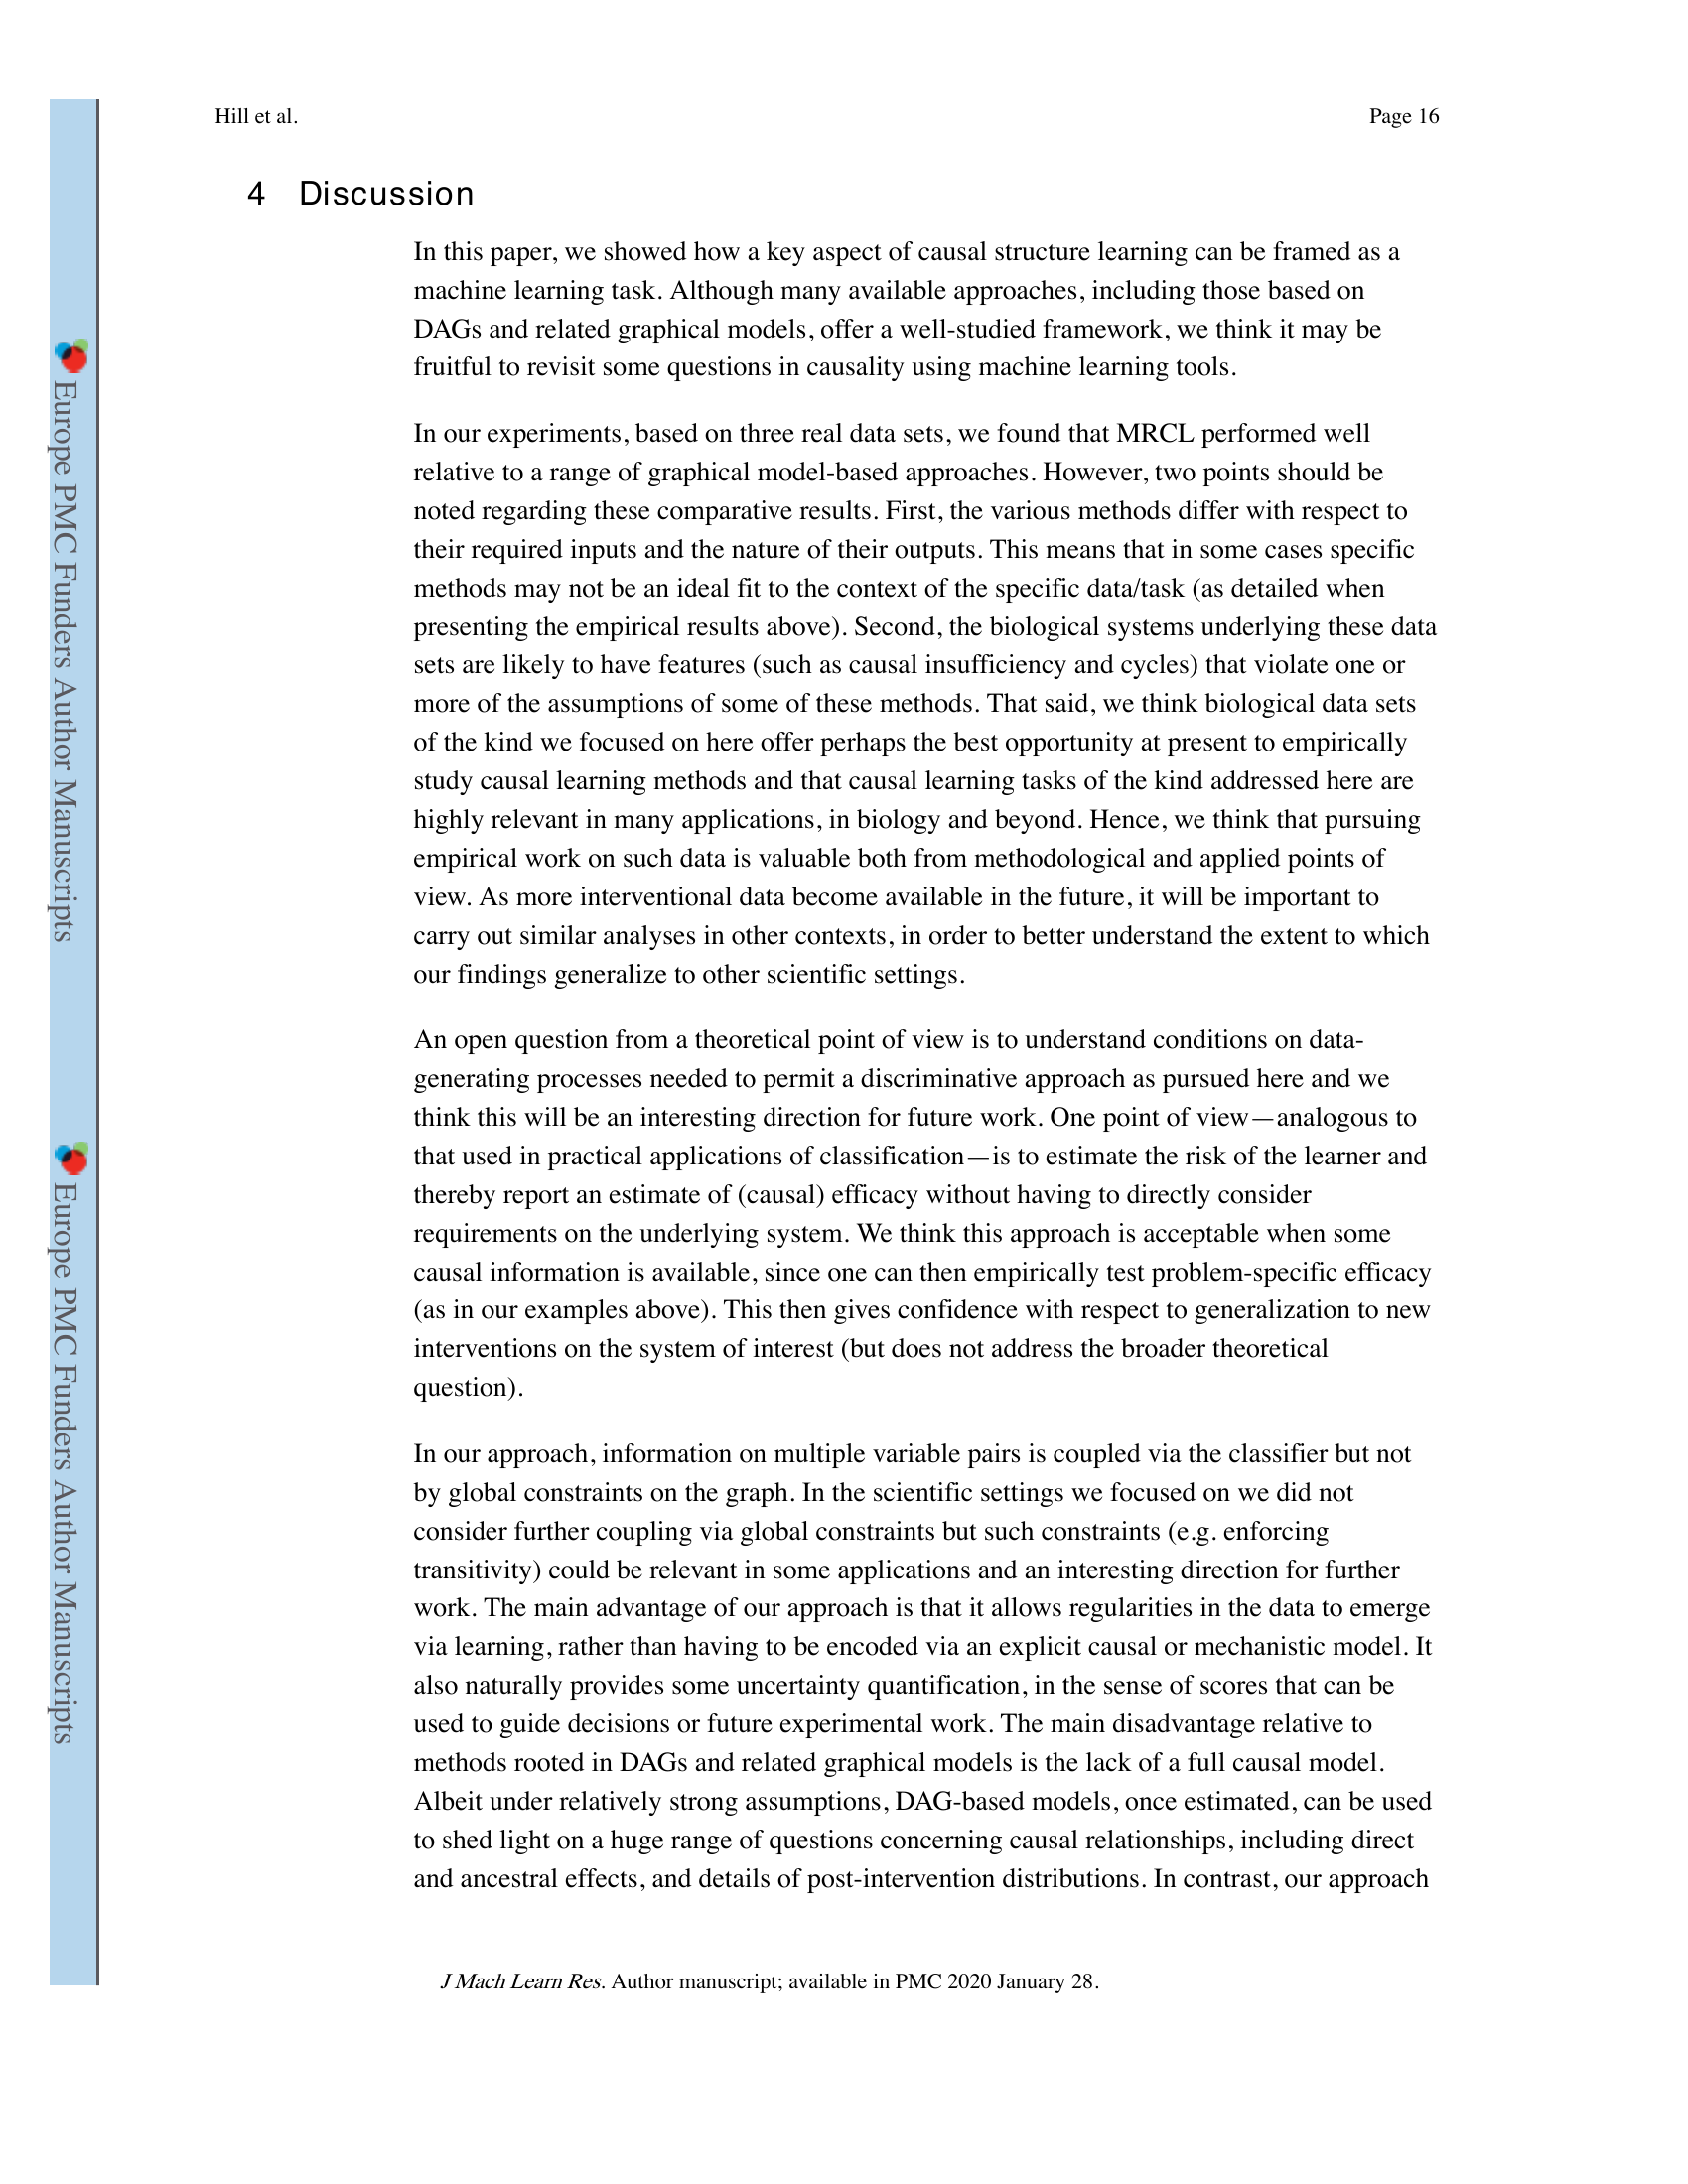 Hill et al.
Page 16
4 Discussion
In this paper, we showed how a key aspect of causal structure learning can be framed as a
machine learning task. Although many available approaches, including those based on
DAGs and related graphical models, offer a well-studied framework, we think it may be
fruitful to revisit some questions in causality using machine learning tools.
In our experiments, based on three real data sets, we found that MRCL performed well
relative to a range of graphical model-based approaches. However, two points should be
noted regarding these comparative results. First, the various methods differ with respect to
their required inputs and the nature of their outputs. This means that in some cases specific
methods may not be an ideal fit to the context of the specific data/task (as detailed when
presenting the empirical results above). Second, the biological systems underlying these data
sets are likely to have features (such as causal insufficiency and cycles) that violate one or
more of the assumptions of some of these methods. That said, we think biological data sets
of the kind we focused on here offer perhaps the best opportunity at present to empirically
study causal learning methods and that causal learning tasks of the kind addressed here are
highly relevant in many applications, in biology and beyond. Hence, we think that pursuing
empirical work on such data is valuable both from methodological and applied points of
view. As more interventional data become available in the future, it will be important to
carry out similar analyses in other contexts, in order to better understand the extent to which
our findings generalize to other scientific settings.
An open question from a theoretical point of view is to understand conditions on data-
generating processes needed to permit a discriminative approach as pursued here and we
think this will be an interesting direction for future work. One point of view—analogous to
that used in practical applications of classification—is to estimate the risk of the learner and
thereby report an estimate of (causal) efficacy without having to directly consider
requirements on the underlying system. We think this approach is acceptable when some
causal information is available, since one can then empirically test problem-specific efficacy
(as in our examples above). This then gives confidence with respect to generalization to new
interventions on the system of interest (but does not address the broader theoretical
question).
In our approach, information on multiple variable pairs is coupled via the classifier but not
by global constraints on the graph. In the scientific settings we focused on we did not
consider further coupling via global constraints but such constraints (e.g. enforcing
transitivity) could be relevant in some applications and an interesting direction for further
work. The main advantage of our approach is that it allows regularities in the data to emerge
via learning, rather than having to be encoded via an explicit causal or mechanistic model. It
also naturally provides some uncertainty quantification, in the sense of scores that can be
used to guide decisions or future experimental work. The main disadvantage relative to
methods rooted in DAGs and related graphical models is the lack of a full causal model.
Albeit under relatively strong assumptions, DAG-based models, once estimated, can be used
to shed light on a huge range of questions concerning causal relationships, including direct
and ancestral effects, and details of post-intervention distributions. In contrast, our approach
J Mach Learn Res. Author manuscript; available in PMC 2020 January 28.
Europe PMC Funders Author Manuscripts
Europe PMC Funders Author Manuscripts